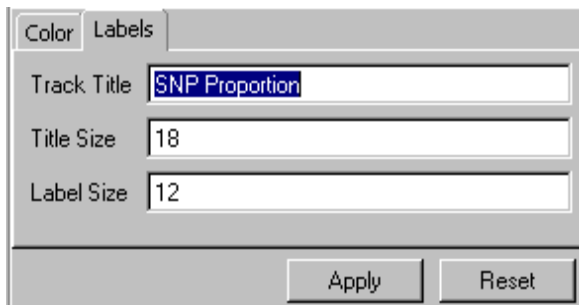 Color Labels
Track Title SNP Proportion
Title Size 18
Label Size 12
Apply Reset